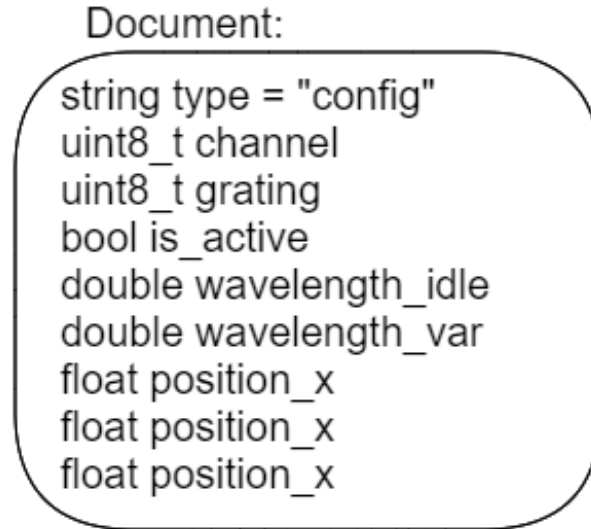 Document:
string type = "config"
uint8_t channel
uint8_t grating
bool is_active
double wavelength_idle
double wavelength_var
float position_x
float position_x
float position_x